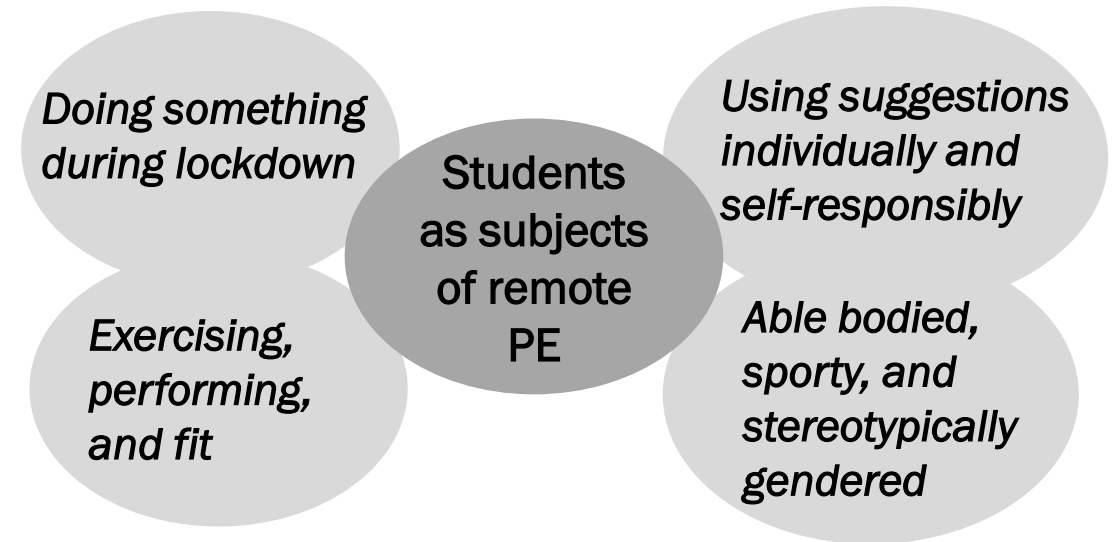 Doing something
during lockdown
Using suggestions
individually and
self-responsibly
Students
as subjects
of remote
PE
Exercising,
performing,
and fit
Able bodied,
sporty, and
stereotypically
gendered